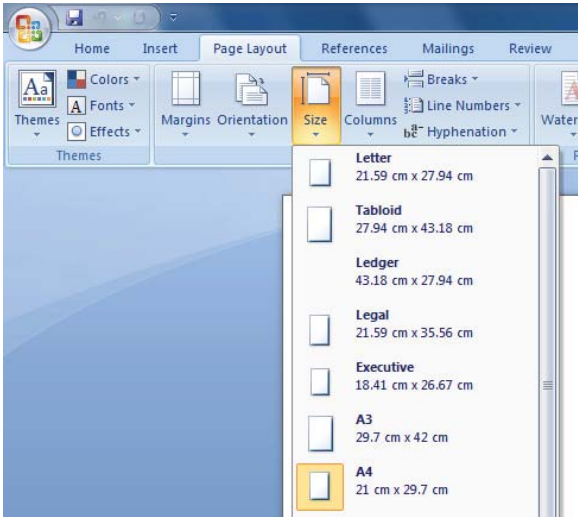 Home Insert Page Layout References Mailings Review
Colors
Fonts
Effects
Themes
Margins Orientation Size Columns
Breaks
Line Numbers
Hyphenation
Water
Themes
Letter
21.59 cm x 27.94 cm
Tabloid
27.94 cm x 43.18 cm
Ledger
43.18 cm x 27.94 cm
Legal
21.59 cm x 35.56 cm
Executive
18.41 cm x 26.67 cm
A3
29.7 cm x 42 cm
A4
21 cm x 29.7 cm